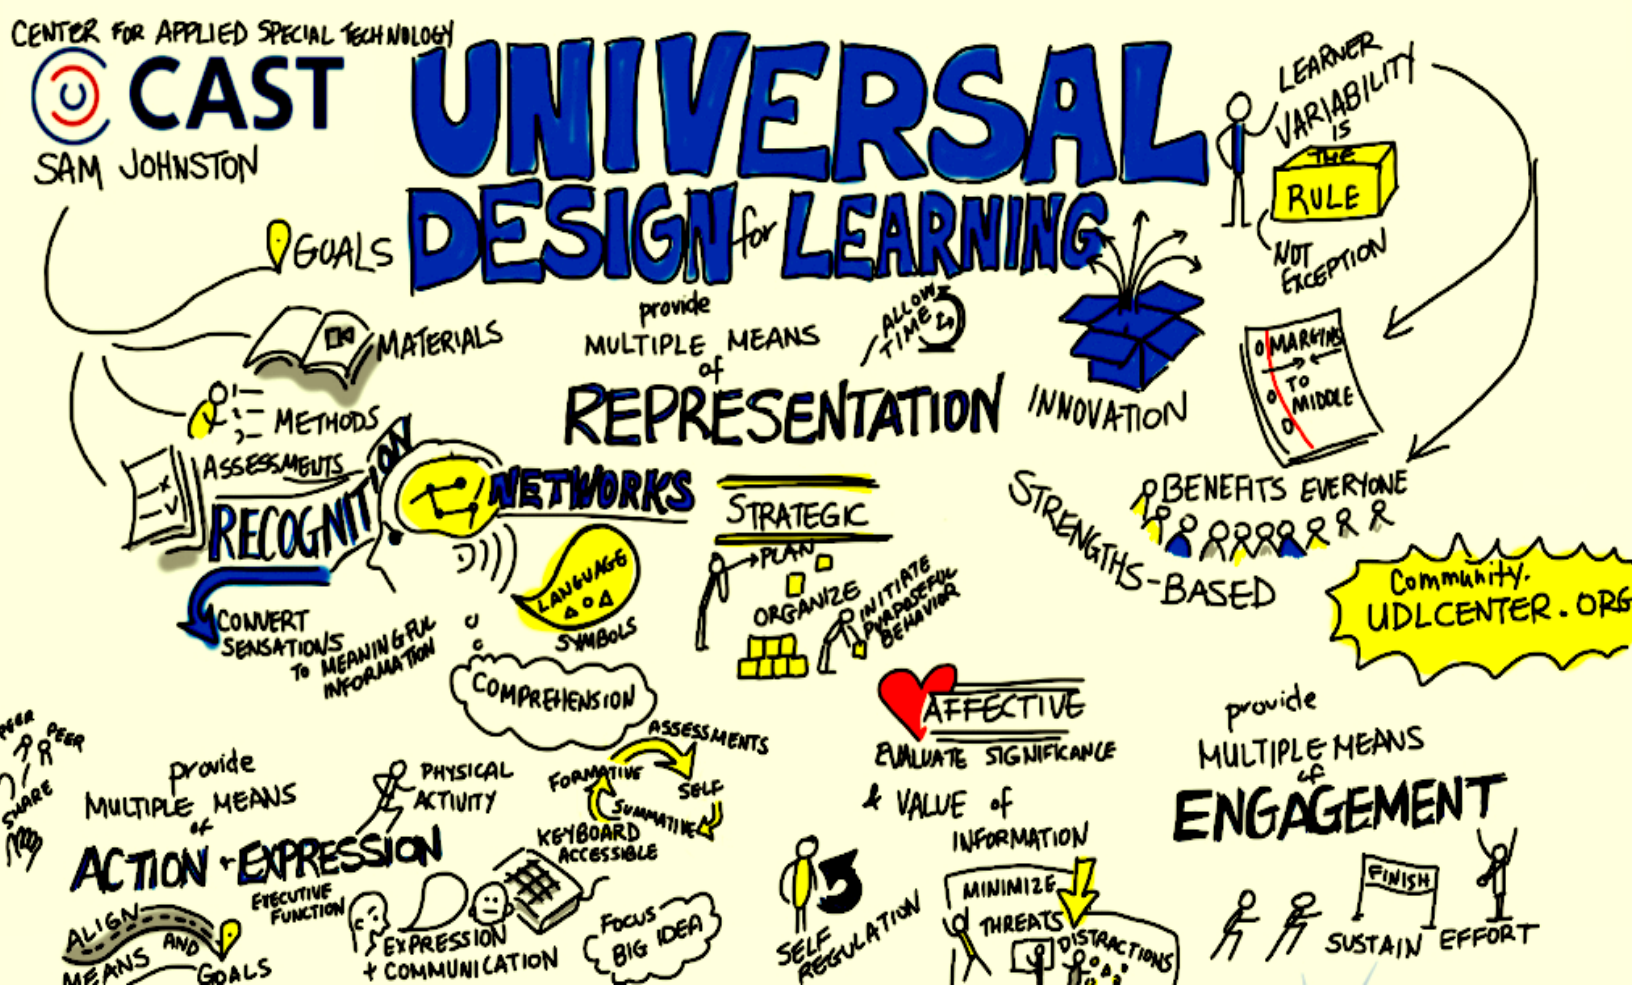 CENTER FOR APPLIED SPECIAL TECHNOLOGY
CAST
SAM JOHNSTON
UNIVERSAL
DESIGN for LEARNING
LEARNER
VARIABILITY
IS
THE
RULE
NOT
EXCEPTION
GOALS
MATERIALS
METHODS
ASSESSMENTS
provide
MULTIPLE MEANS
of
REPRESENTATION
ALLOW
TIME
INNOVATION
MARGINS
TO
MIDDLE
BENEFITS EVERYONE
STRENGTHS-BASED
Community.
UDLCENTER.ORG
RECOGNITION
NETWORKS
CONVERT
SENSATIONS
TO MEANINGFUL
INFORMATION
LANGUAGE
SYMBOLS
COMPREHENSION
STRATEGIC
PLAN
ORGANIZE
INITIATE
PURPOSEFUL
BEHAVIOR
AFFECTIVE
EVALUATE SIGNIFICANCE
& VALUE of
INFORMATION
provide
MULTIPLE MEANS
of
ENGAGEMENT
PEER
SHARE
provide
MULTIPLE MEANS
of
ACTION + EXPRESSION
PHYSICAL
ACTIVITY
ASSESSMENTS
FORMATIVE
SELF
SUMMATIVE
KEYBOARD
ACCESSIBLE
EXECUTIVE
FUNCTION
EXPRESSION
+ COMMUNICATION
ALIGN
MEANS AND
GOALS
FOCUS
BIG IDEA
SELF
REGULATION
MINIMIZE
THREATS
DISTRACTIONS
FINISH
SUSTAIN EFFORT